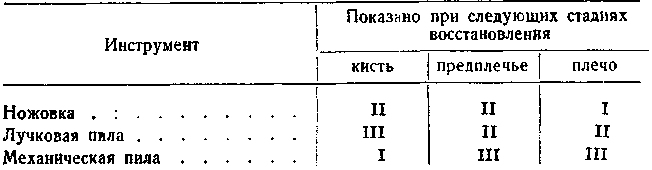 Инструмент
Показано при следующих стадиях
восстановления
кисть предплечье плечо
Ножовка . : . . . . . . . . II II I
Лучковая пила . . . . . . . . III II II
Механическая пила . . . . . . I III III